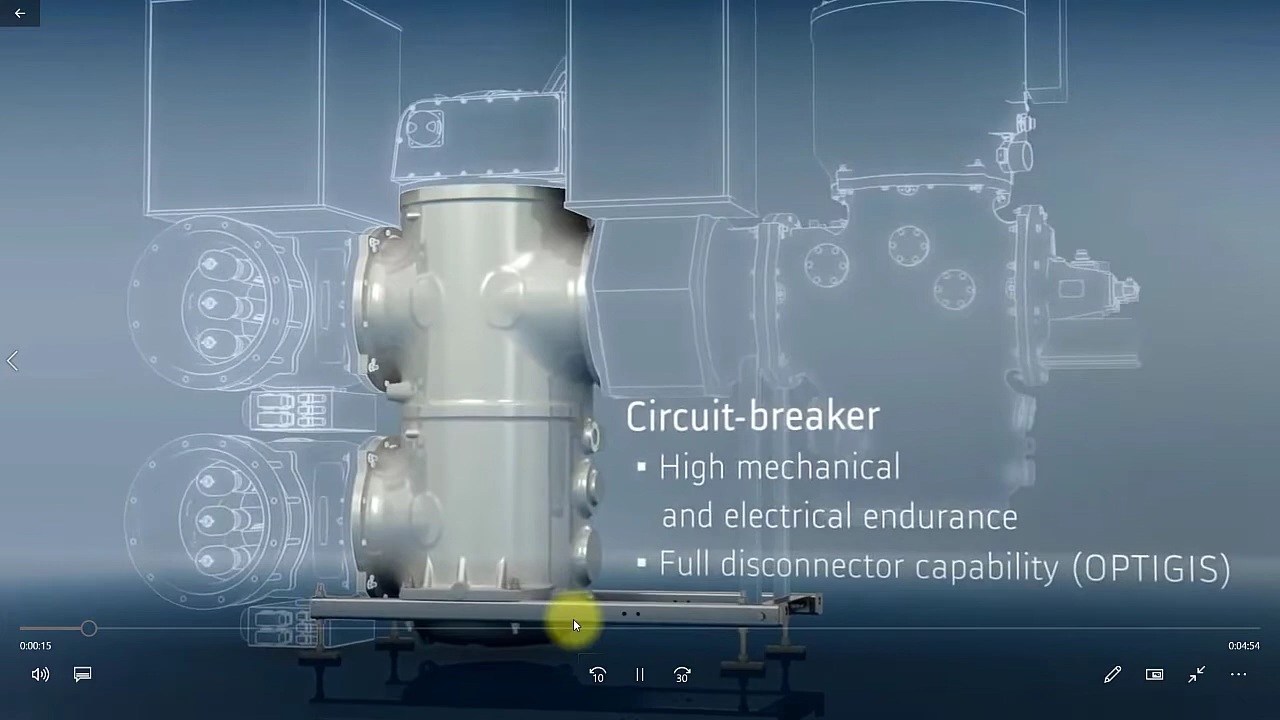 Circuit-breaker
▪ High mechanical
and electrical endurance
▪ Full disconnector capability (OPTIGIS)
0:00:15
0:04:54
10
30